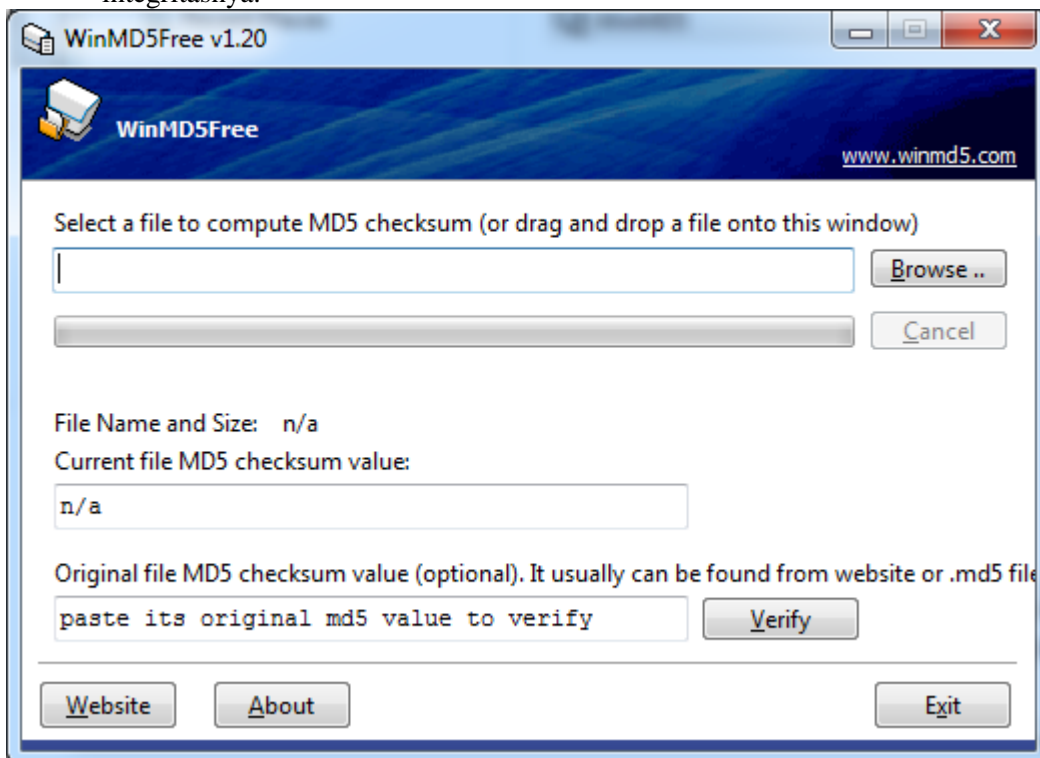 integritasnya.
WinMD5Free v1.20
WinMD5Free
www.winmd5.com
Select a file to compute MD5 checksum (or drag and drop a file onto this window)
Browse ..
Cancel
File Name and Size: n/a
Current file MD5 checksum value:
n/a
Original file MD5 checksum value (optional). It usually can be found from website or .md5 file
paste its original md5 value to verify
Verify
Website About Exit